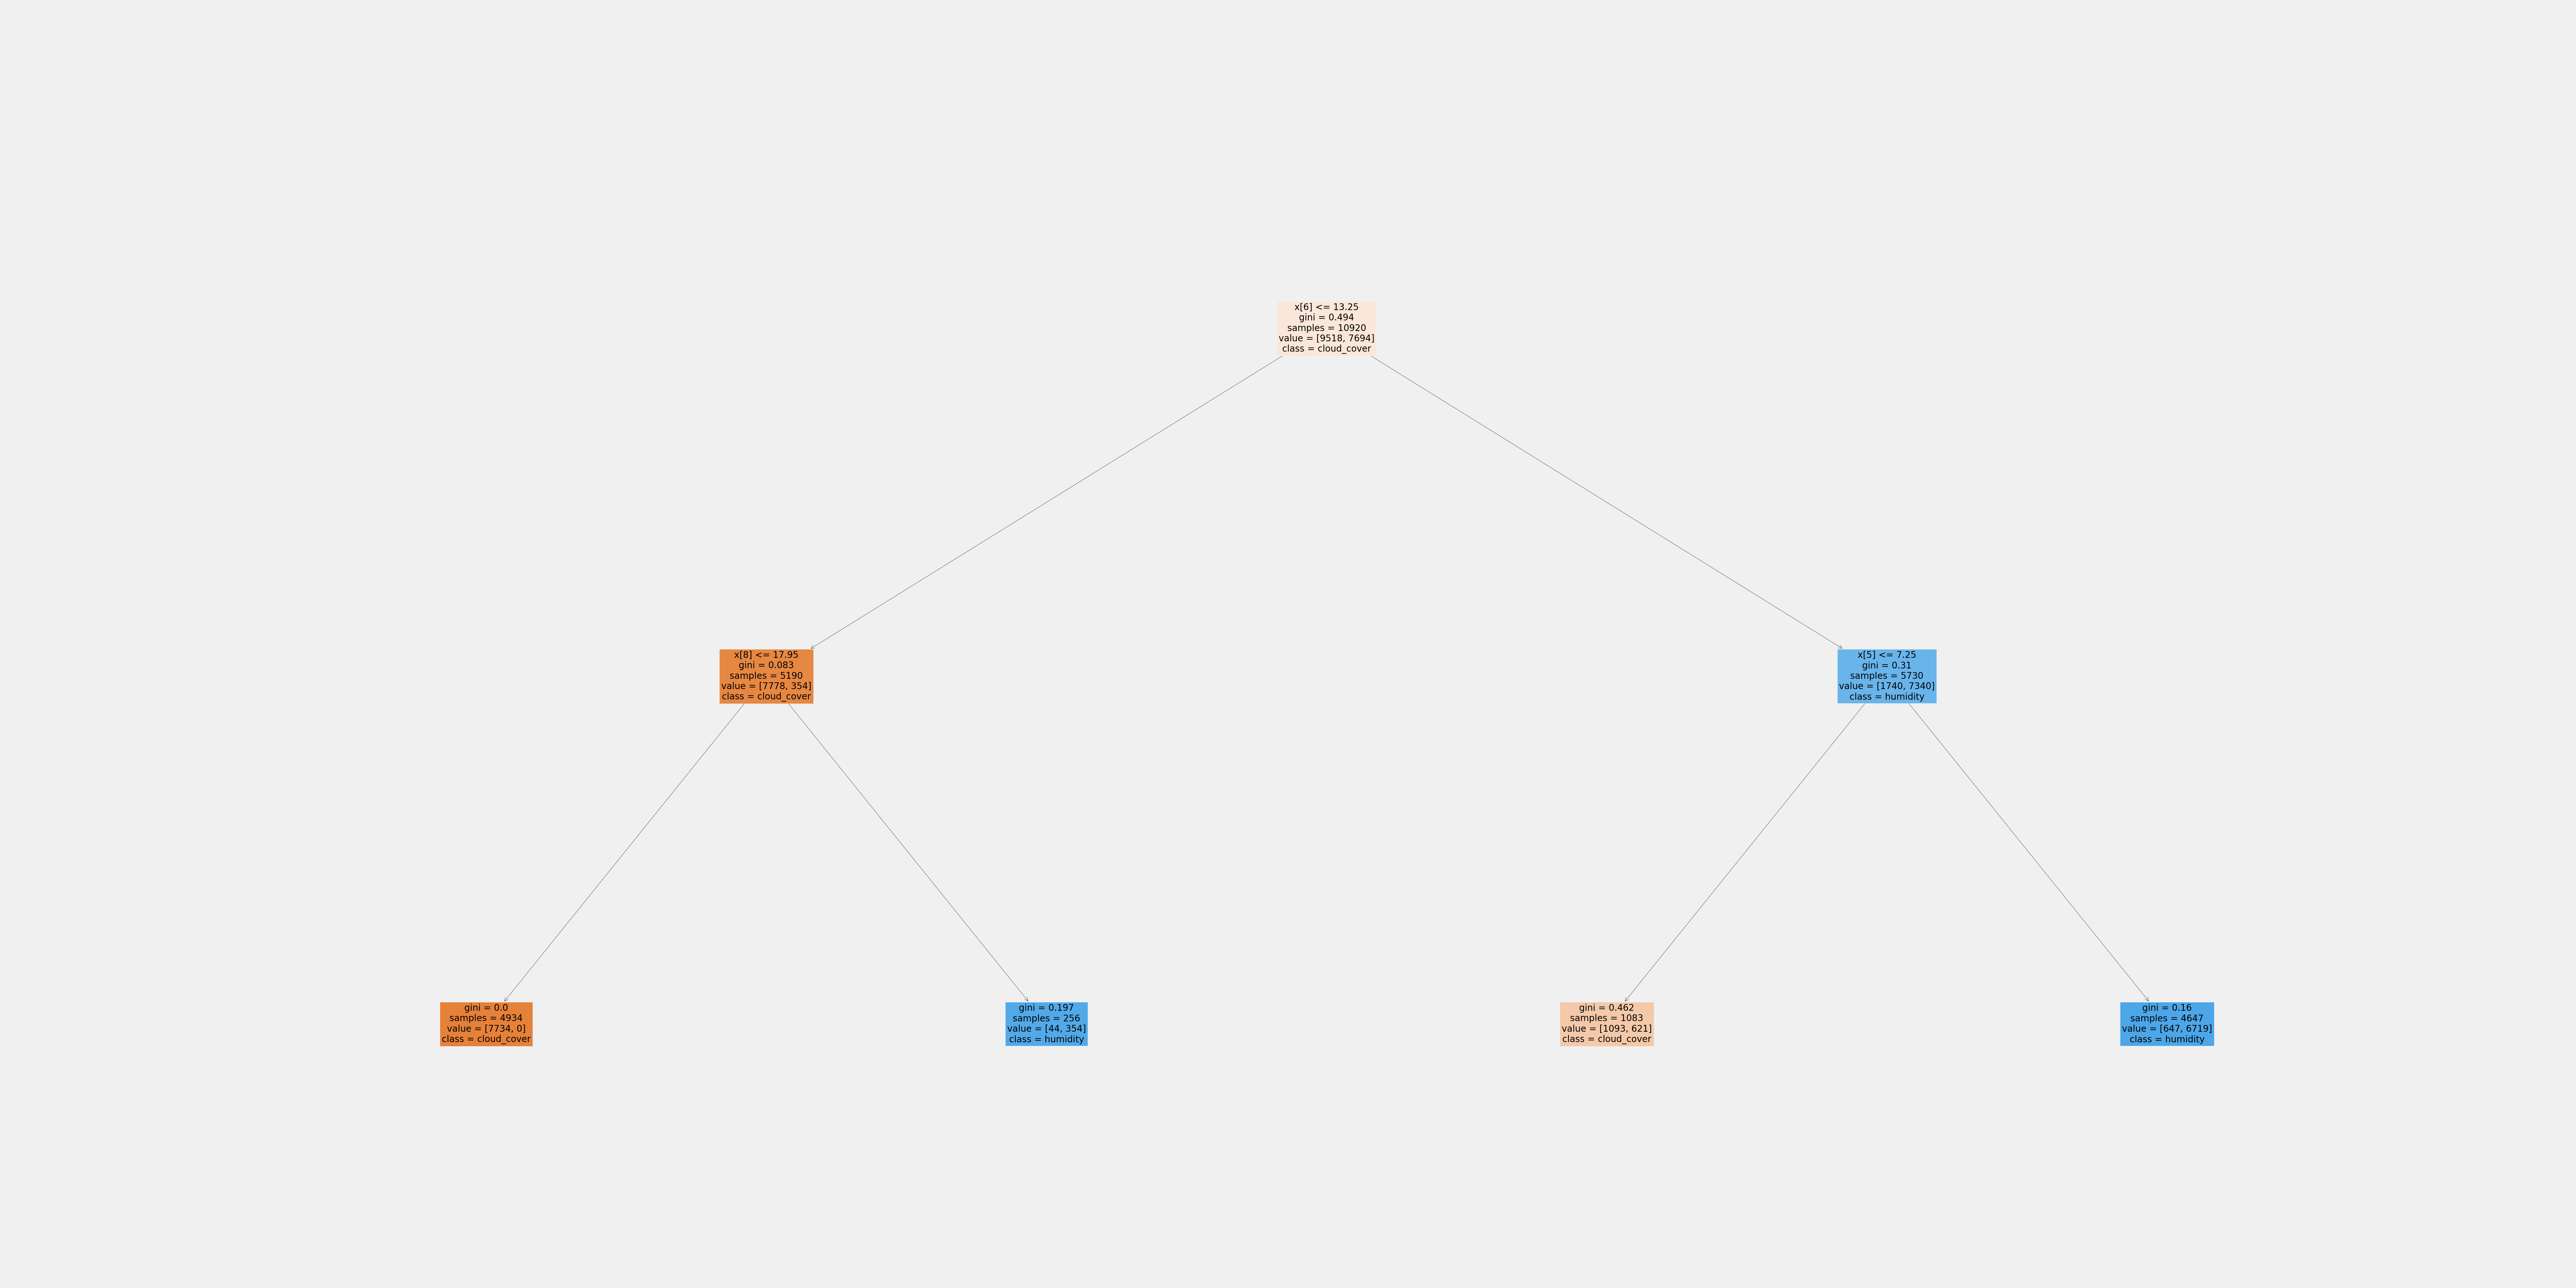 x[6] <= 13.25
gini = 0.494
samples = 10920
value = [9518, 7694]
class = cloud_cover
x[8] <= 17.95
gini = 0.083
samples = 5190
value = [7778, 354]
class = cloud_cover
x[5] <= 7.25
gini = 0.31
samples = 5730
value = [1740, 7340]
class = humidity
gini = 0.0
samples = 4934
value = [7734, 0]
class = cloud_cover
gini = 0.197
samples = 256
value = [44, 354]
class = humidity
gini = 0.462
samples = 1083
value = [1093, 621]
class = cloud_cover
gini = 0.16
samples = 4647
value = [647, 6719]
class = humidity